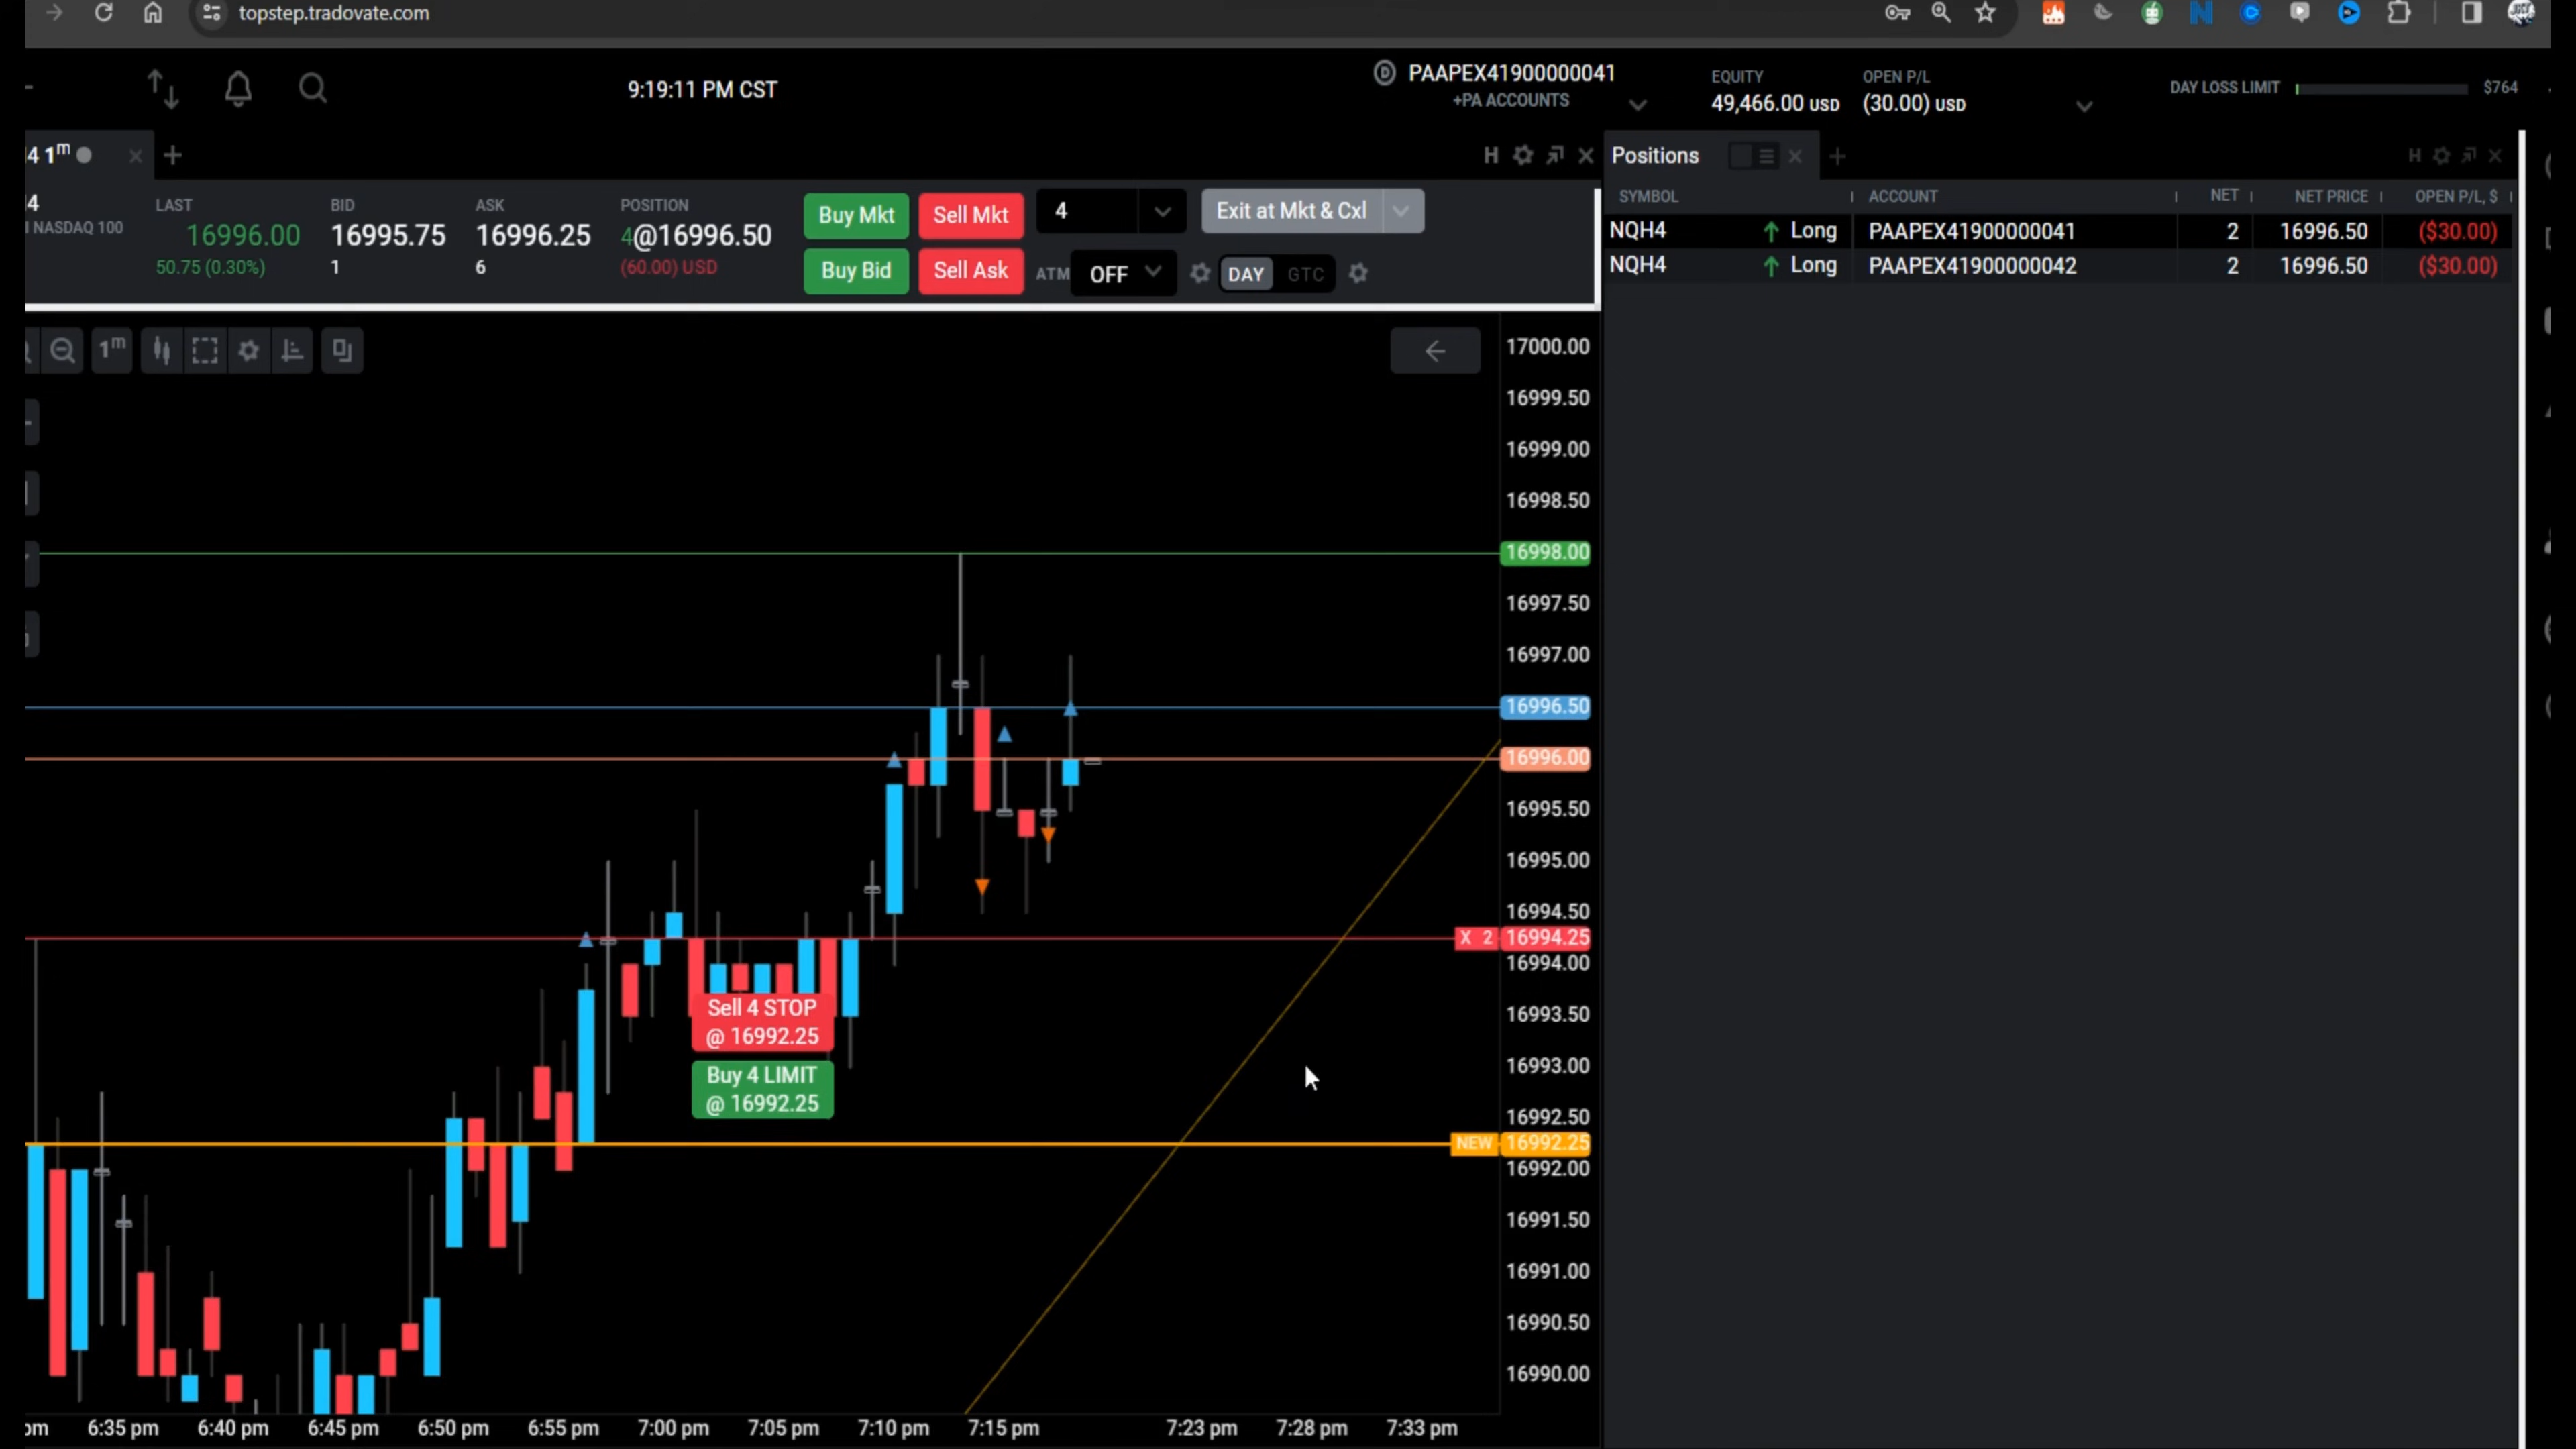 topstep.tradovate.com
9:19:11 PM CST
PAAPEX41900000041
+PA ACCOUNTS
EQUITY
49,466.00 USD
OPEN P/L
(30.00) USD
DAY LOSS LIMIT
$764
4 1m
H
4
NASDAQ 100
LAST
16996.00
50.75 (0.30%)
BID
16995.75
1
ASK
16996.25
6
POSITION
4@16996.50
(60.00) USD
Buy Mkt
Sell Mkt
4
Exit at Mkt & Cxl
Buy Bid
Sell Ask
ATM
OFF
DAY
GTC
Positions
H
SYMBOL ACCOUNT NET NET PRICE OPEN P/L, $
NQH4 Long PAAPEX41900000041 2 16996.50 ($30.00)
NQH4 Long PAAPEX41900000042 2 16996.50 ($30.00)
1m
17000.00
16999.50
16999.00
16998.50
16998.00
16997.50
16997.00
16996.50
16996.00
16995.50
16995.00
16994.50
X 2 16994.25
16994.00
Sell 4 STOP
@ 16992.25
16993.50
16993.00
Buy 4 LIMIT
@ 16992.25
16992.50
NEW 16992.25
16992.00
16991.50
16991.00
16990.50
16990.00
6:35 pm 6:40 pm 6:45 pm 6:50 pm 6:55 pm 7:00 pm 7:05 pm 7:10 pm 7:15 pm 7:23 pm 7:28 pm 7:33 pm